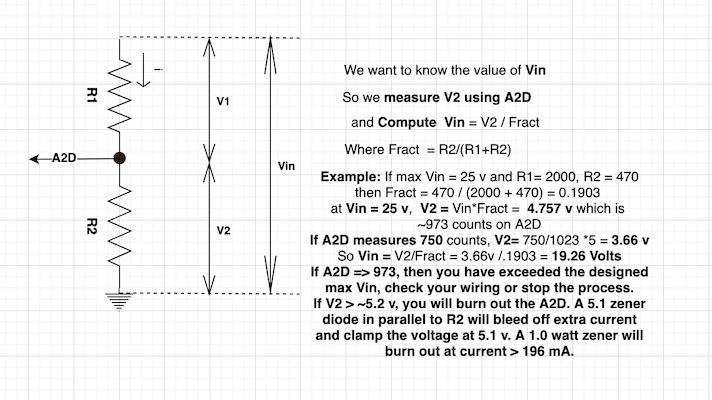 We want to know the value of Vin
So we measure V2 using A2D
and Compute Vin = V2 / Fract
Where Fract = R2/(R1+R2)
Example: If max Vin = 25 v and R1= 2000, R2 = 470
then Fract = 470 / (2000 + 470) = 0.1903
at Vin = 25 v, V2 = Vin*Fract = 4.757 v which is
~973 counts on A2D
If A2D measures 750 counts, V2= 750/1023 *5 = 3.66 v
So Vin = V2/Fract = 3.66v /.1903 = 19.26 Volts
If A2D => 973, then you have exceeded the designed
max Vin, check your wiring or stop the process.
If V2 > ~5.2 v, you will burn out the A2D. A 5.1 zener
diode in parallel to R2 will bleed off extra current
and clamp the voltage at 5.1 v. A 1.0 watt zener will
burn out at current > 196 mA.
R1
V1
A2D
Vin
R2
V2